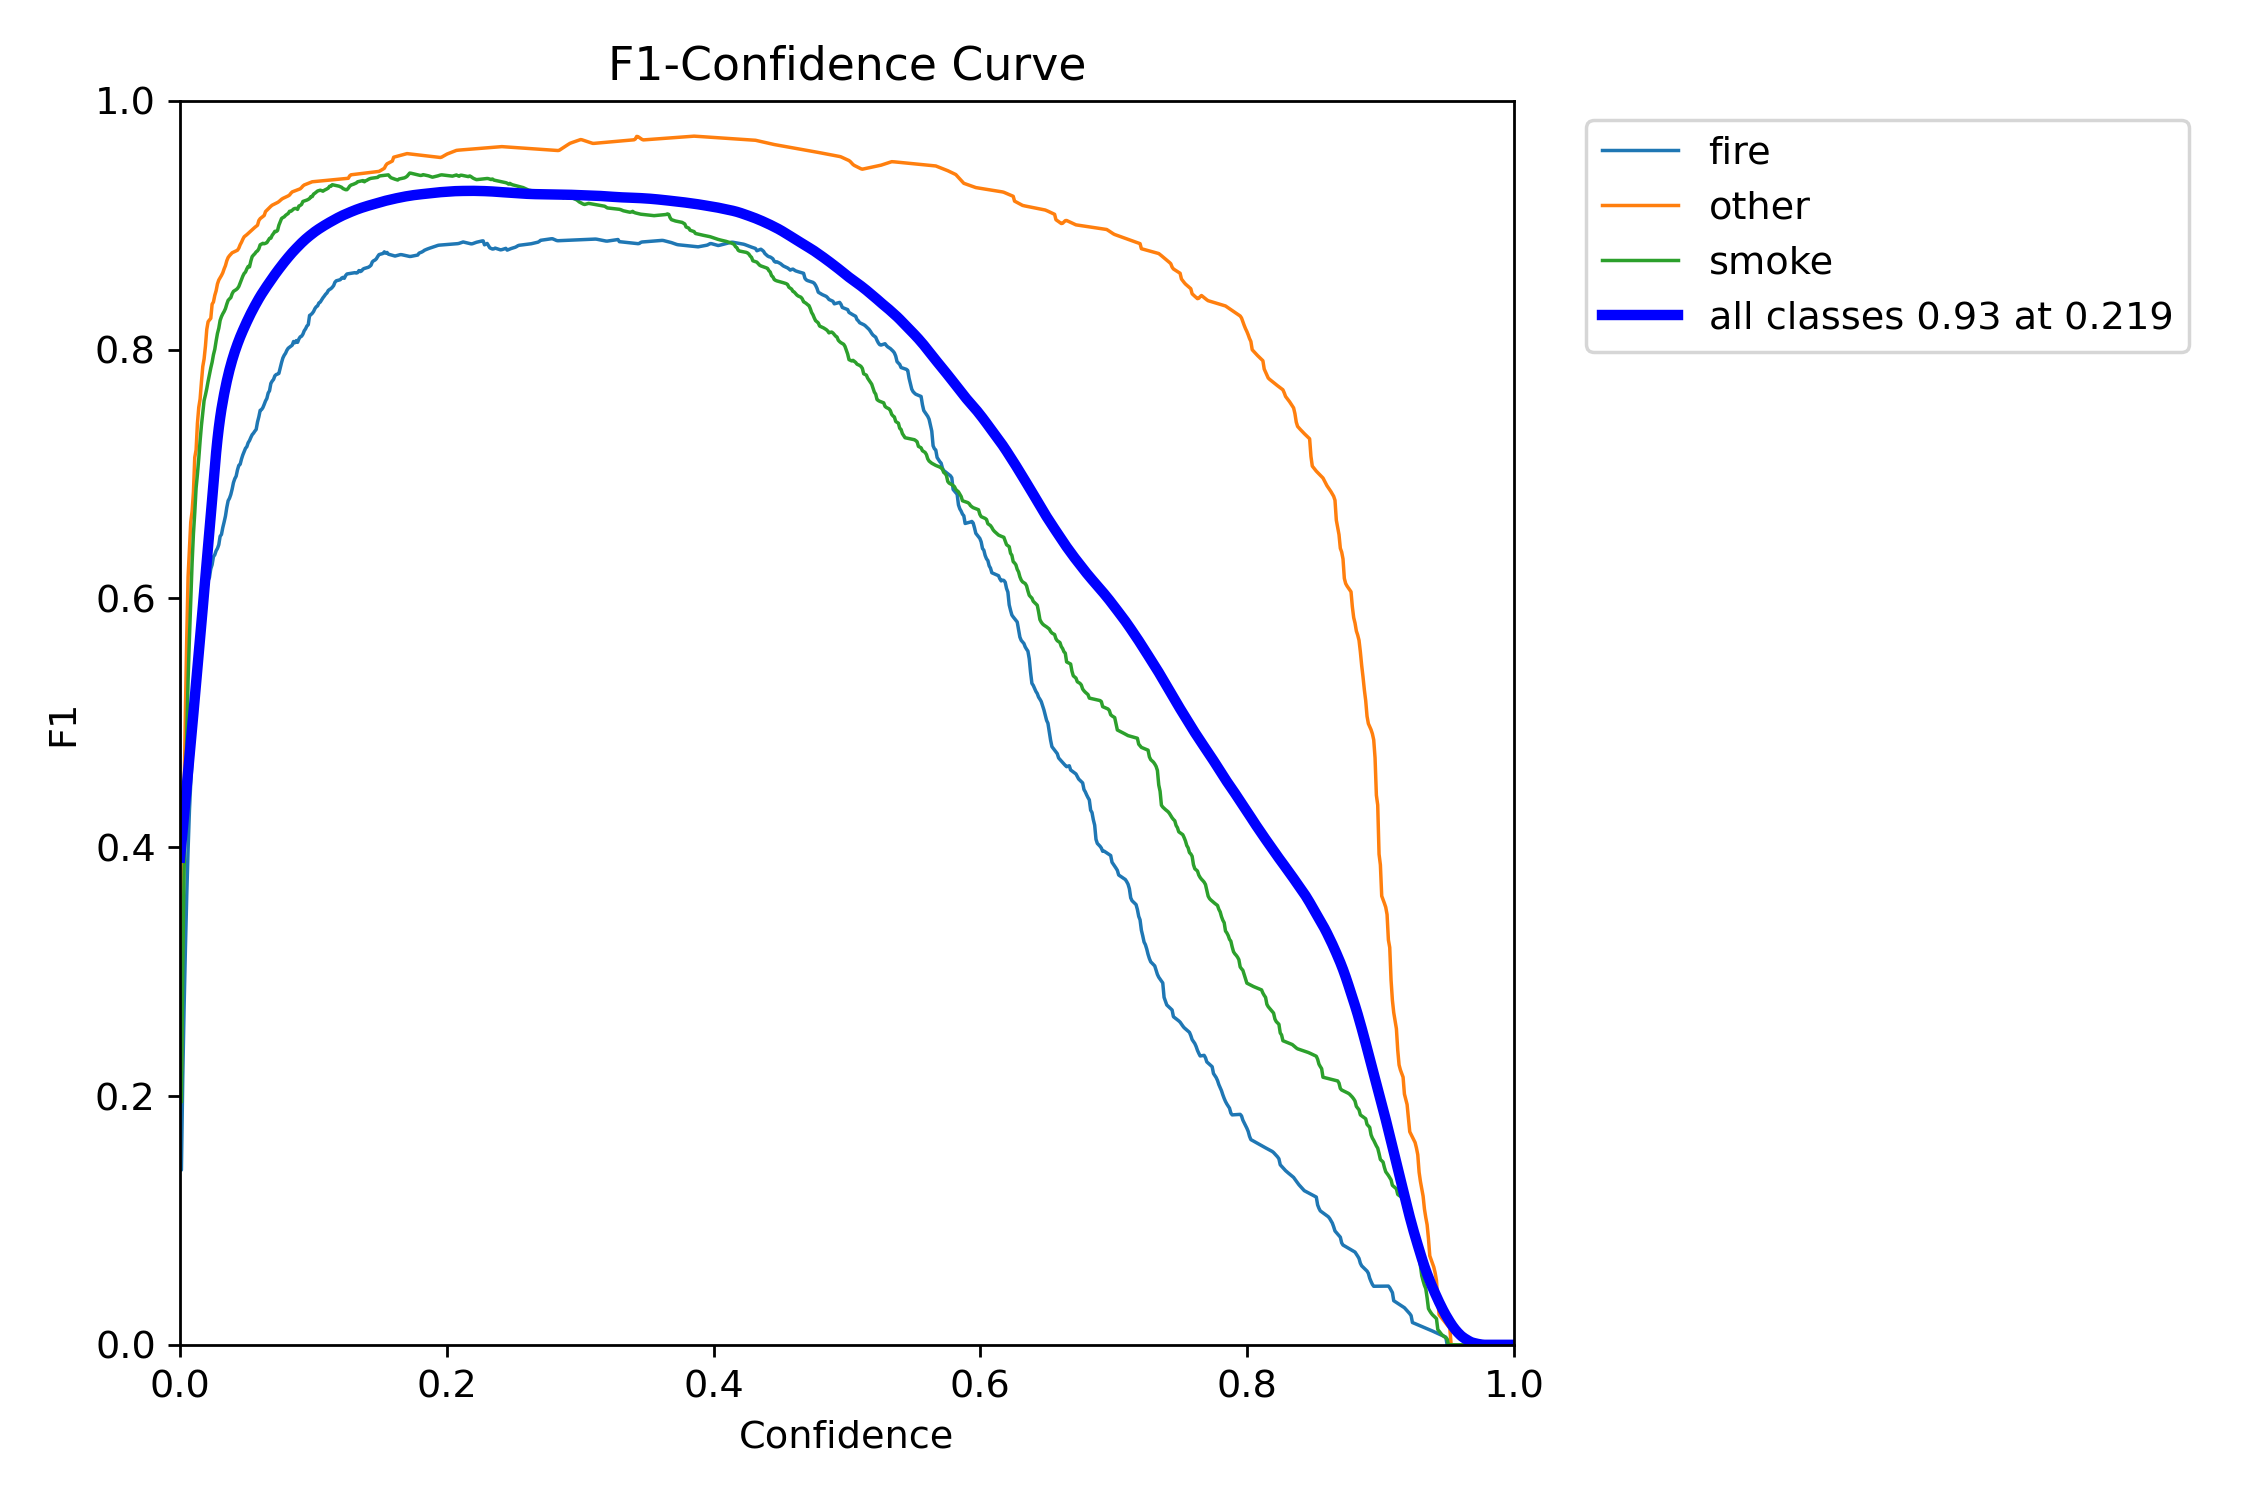 F1-Confidence Curve
1.0
0.8
0.6
0.4
0.2
0.0
F1
0.0 0.2 0.4 0.6 0.8 1.0
Confidence
fire
other
smoke
all classes 0.93 at 0.219